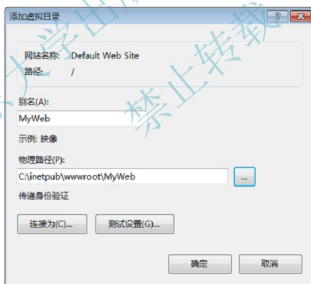 添加虚拟目录
网站名称: Default Web Site
路径: /
别名(A):
MyWeb
示例: 映像
物理路径(P):
C:\inetpub\wwwroot\MyWeb
...
传递身份验证
连接为(C)... 测试设置(G)...
确定 取消
禁止转载